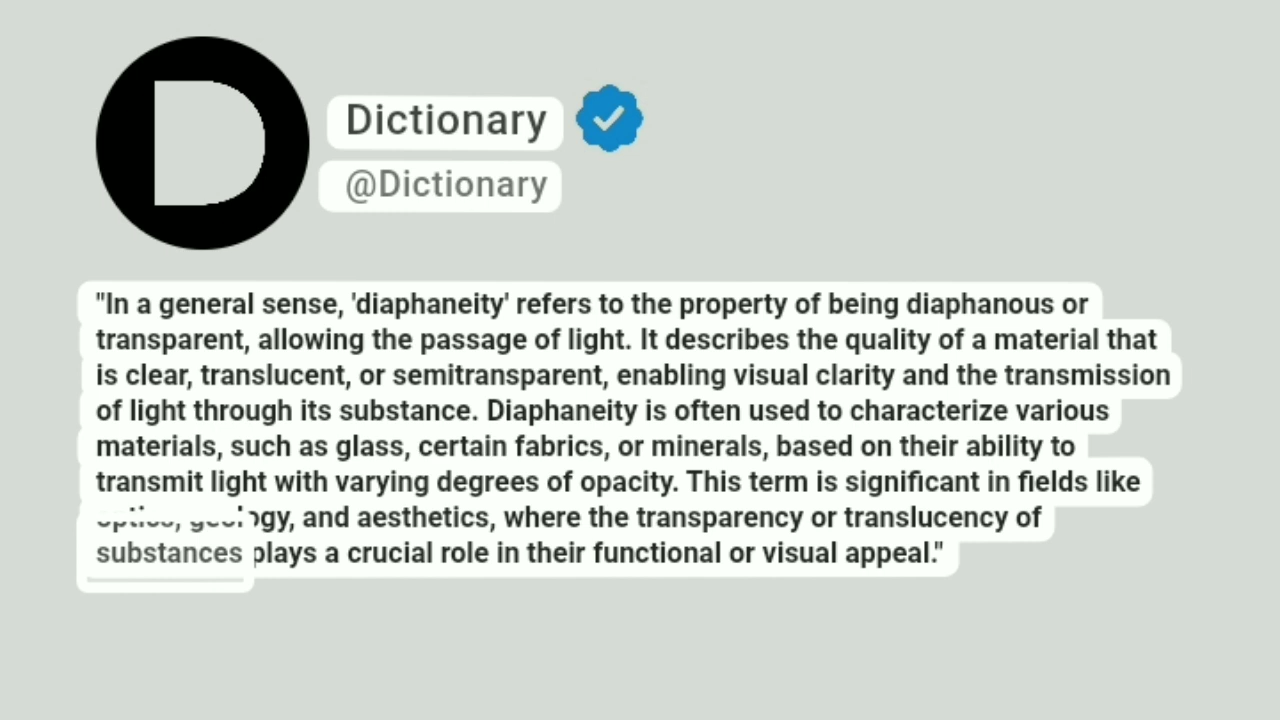 D
Dictionary
@Dictionary
"In a general sense, 'diaphaneity' refers to the property of being diaphanous or
transparent, allowing the passage of light. It describes the quality of a material that
is clear, translucent, or semitransparent, enabling visual clarity and the transmission
of light through its substance. Diaphaneity is often used to characterize various
materials, such as glass, certain fabrics, or minerals, based on their ability to
transmit light with varying degrees of opacity. This term is significant in fields like
optics, geology, and aesthetics, where the transparency or translucency of
substances plays a crucial role in their functional or visual appeal."